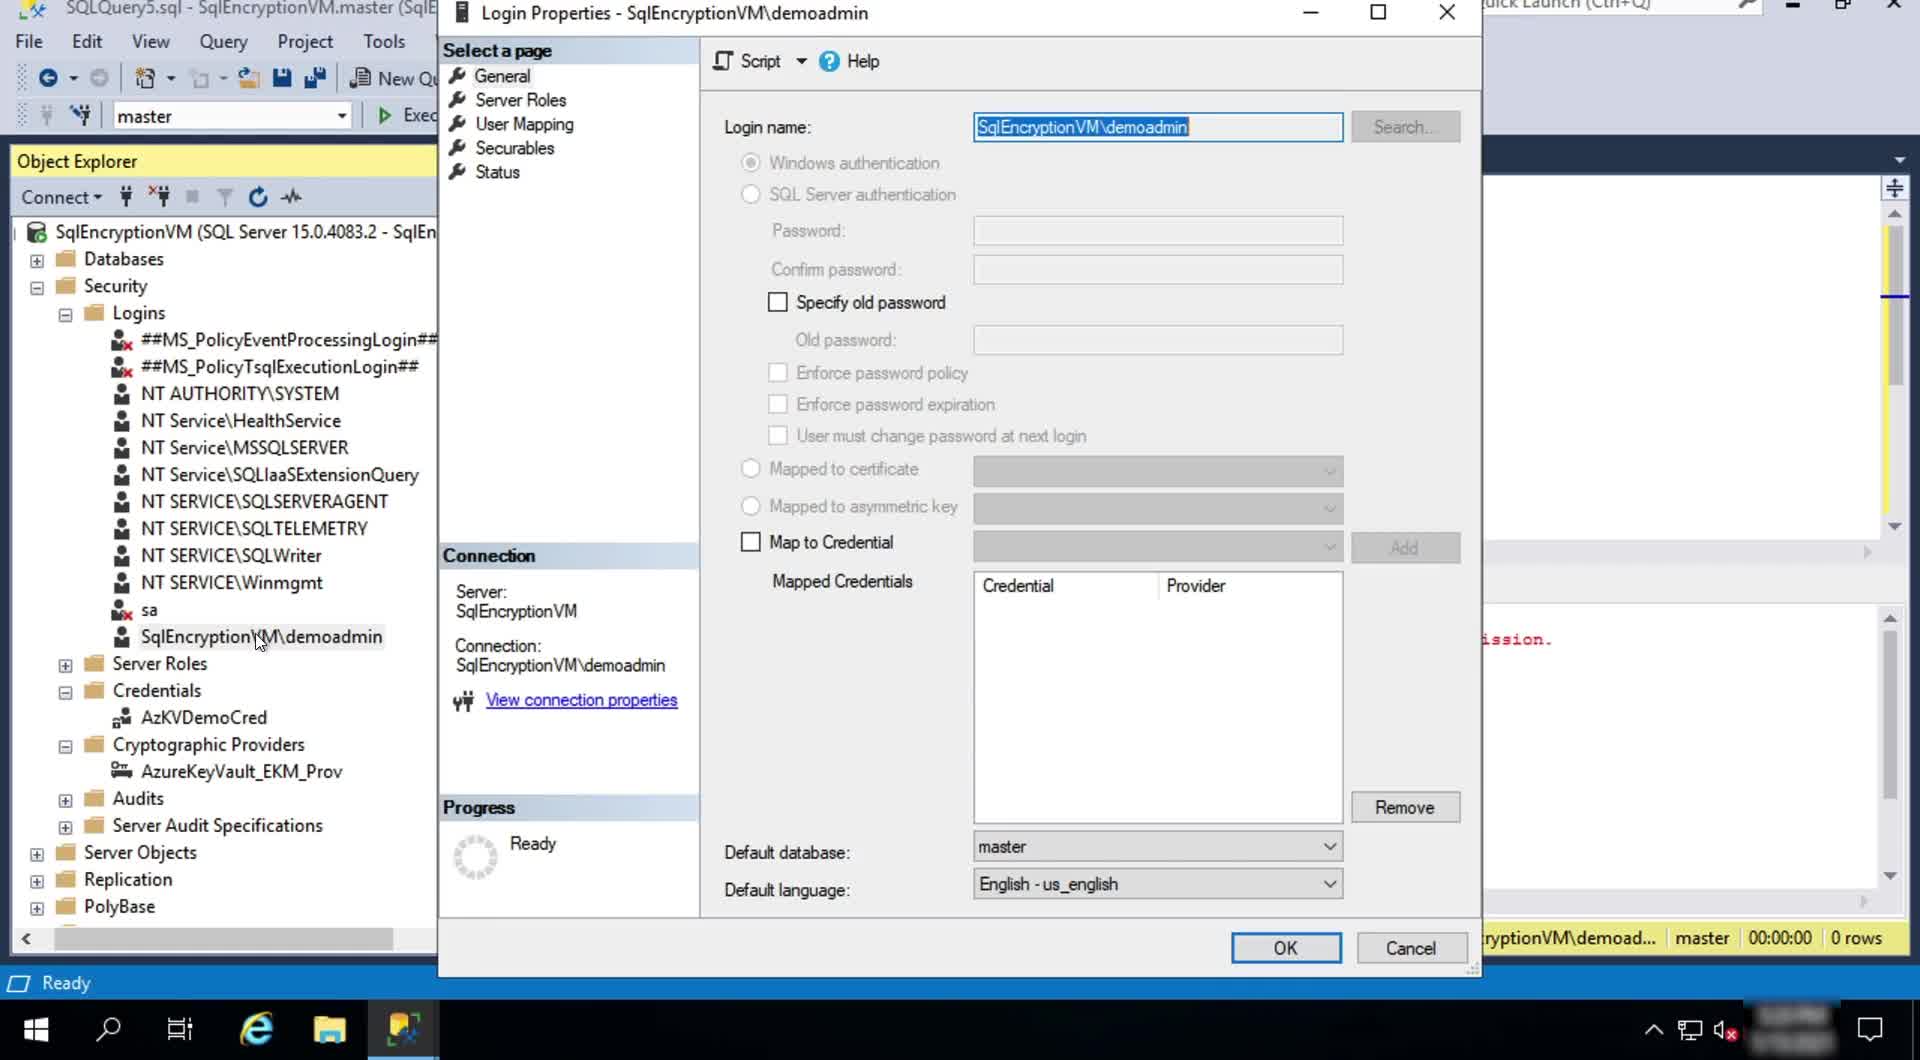 SQLQuery5.sql - SqlEncryptionVM.master (SqlE
File Edit View Query Project Tools
New Qu
master
Exec
Object Explorer
Connect
SqlEncryptionVM (SQL Server 15.0.4083.2 - SqlEn
Databases
Security
Logins
##MS_PolicyEventProcessingLogin##
##MS_PolicyTsqlExecutionLogin##
NT AUTHORITY\SYSTEM
NT Service\HealthService
NT Service\MSSQLSERVER
NT Service\SQLIaaSExtensionQuery
NT SERVICE\SQLSERVERAGENT
NT SERVICE\SQLTELEMETRY
NT SERVICE\SQLWriter
NT SERVICE\Winmgmt
sa
SqlEncryptionVM\demoadmin
Server Roles
Credentials
AzKVDemoCred
Cryptographic Providers
AzureKeyVault_EKM_Prov
Audits
Server Audit Specifications
Server Objects
Replication
PolyBase
Ready
Login Properties - SqlEncryptionVM\demoadmin
Select a page
General
Server Roles
User Mapping
Securables
Status
Connection
Server:
SqlEncryptionVM
Connection:
SqlEncryptionVM\demoadmin
View connection properties
Progress
Ready
Script Help
Login name: SqlEncryptionVM\demoadmin Search...
Windows authentication
SQL Server authentication
Password:
Confirm password:
Specify old password
Old password:
Enforce password policy
Enforce password expiration
User must change password at next login
Mapped to certificate
Mapped to asymmetric key
Map to Credential Add
Mapped Credentials Credential Provider
Remove
Default database: master
Default language: English - us_english
OK Cancel
uick Launch (Ctrl+Q)
ission.
ryptionVM\demoad... master 00:00:00 0 rows